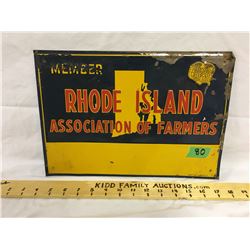 MEMBER
RHODE ISLAND
ASSOCIATION OF FARMERS
80
KIDD FAMILY AUCTIONS.com